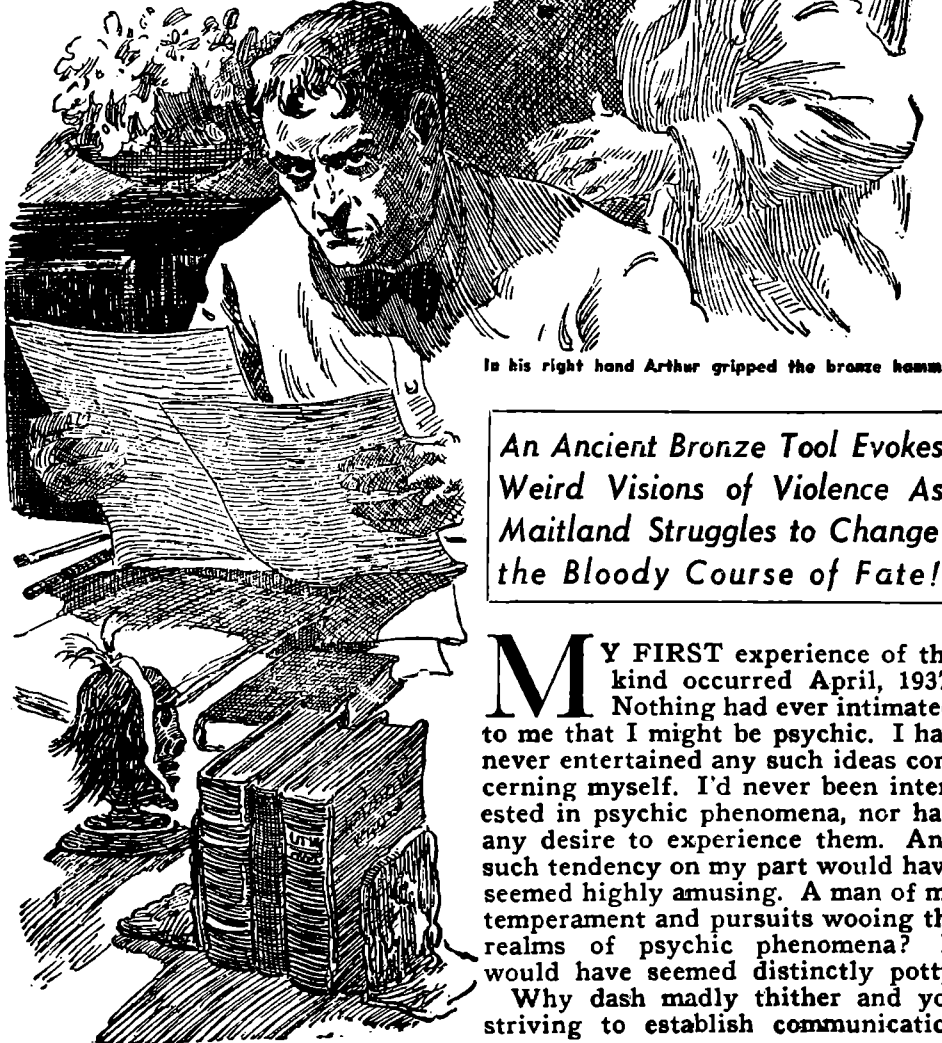 In his right hand Arthur gripped the bronze hamm
An Ancient Bronze Tool Evokes
Weird Visions of Violence As
Maitland Struggles to Change
the Bloody Course of Fate!
MY FIRST experience of th
kind occurred April, 193
Nothing had ever intimate
to me that I might be psychic. I ha
never entertained any such ideas con
cerning myself. I'd never been inter
ested in psychic phenomena, nor ha
any desire to experience them. An
such tendency on my part would hav
seemed highly amusing. A man of m
temperament and pursuits wooing th
realms of psychic phenomena?
would have seemed distinctly pott
Why dash madly thither and yo
striving to establish communicatio